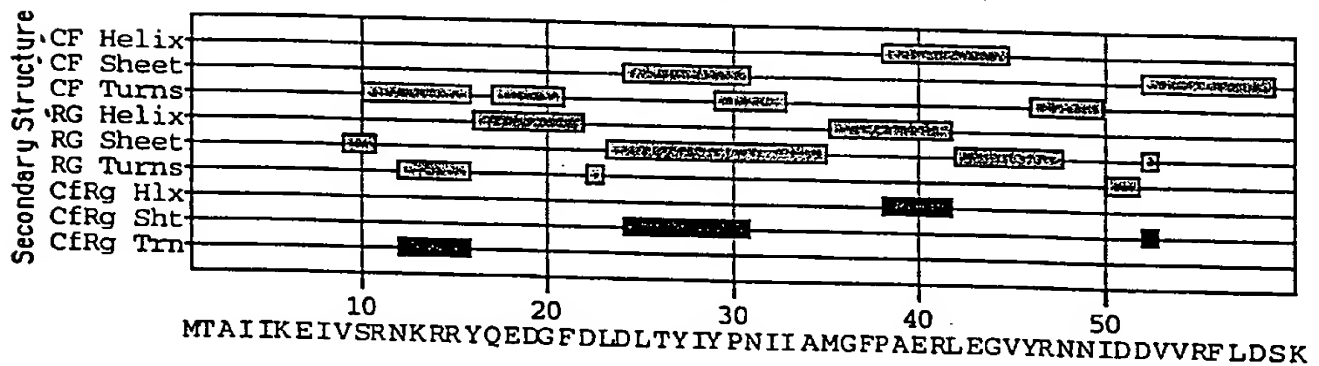 Secondary Structure
CF Helix
CF Sheet
CF Turns
RG Helix
RG Sheet
RG Turns
CfRg Hlx
CfRg Sht
CfRg Trn
10 20 30 40 50
MTAIIKEIVSRNKRRYQEDGFDLDLTYIYPNIIAMGFPAERLEGVYRNNIDDVVRFLDSK